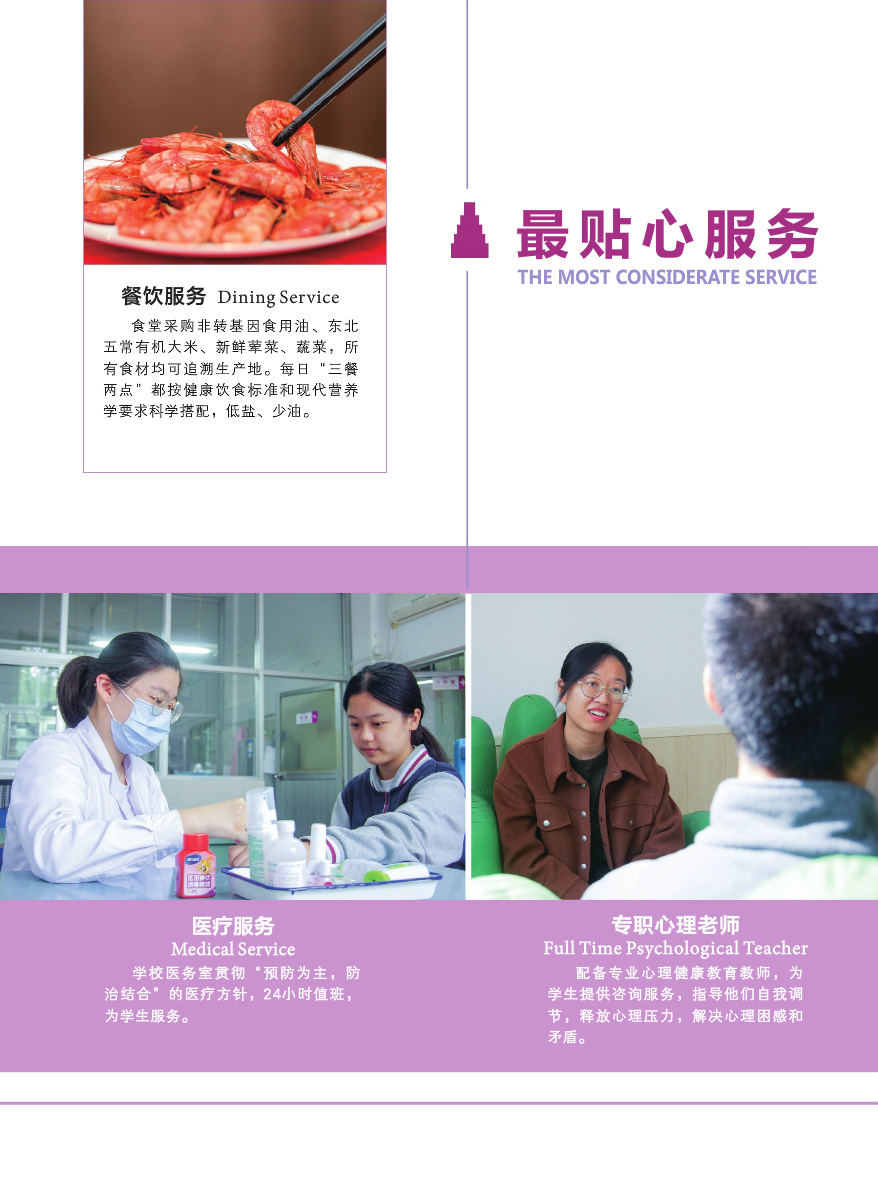 最贴心服务
THE MOST CONSIDERATE SERVICE
餐饮服务 Dining Service
食堂采购非转基因食用油、东北
五常有机大米、新鲜荤菜、蔬菜，所
有食材均可追溯生产地。每日“三餐
两点”都按健康饮食标准和现代营养
学要求科学搭配，低盐、少油。
医疗服务
Medical Service
学校医务室贯彻“预防为主，防
治结合”的医疗方针，24小时值班，
为学生服务。
专职心理老师
Full Time Psychological Teacher
配备专业心理健康教育教师，为
学生提供咨询服务，指导他们自我调
节，释放心理压力，解决心理困惑和
矛盾。